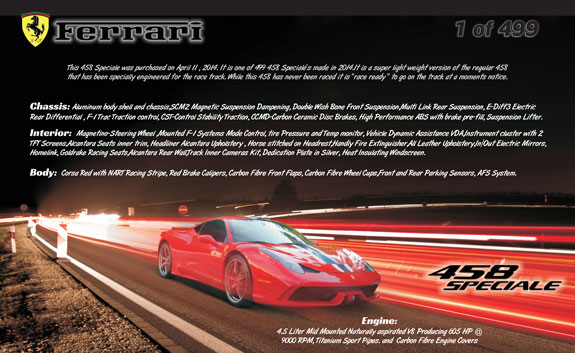 Ferrari
1 of 499
This 458 Speciale was purchased on April 11 , 2014. It is one of 499 458 Speciale's made in 2014.It is a super light weight version of the regular 458
that has been specially engineered for the race track. While this 458 has never been raced it is "race ready" to go on the track at a moments notice.
Chassis: Aluminum body shell and chassis,SCM2 Magnetic Suspension Dampening, Double Wish Bone Front Suspension,Multi Link Rear Suspension, E-Diff3 Electric
Rear Differential , F-1 Trac Traction control, CST-Control Stability Traction, CCMD-Carbon Ceramic Disc Brakes, High Performance ABS with brake pre-fill, Suspension Lifter.
Interior: Magnetino-Steering Wheel ,Mounted F-1 Systems Mode Control, tire Pressure and Temp monitor, Vehicle Dynamic Assistance VDA,Instrument cluster with 2
TFT Screens,Alcantara Seats inner trim, Headliner Alcantara Upholstery , Horse stitched on Headrest,Handly Fire Extinguisher,All Leather Upholstery,In/Out Electric Mirrors,
Homelink, Goldrake Racing Seats,Alcantara Rear Wall,Track Inner Cameras Kit, Dedication Plate in Silver, Heat Insulating Windscreen.
Body: Corsa Red with NART Racing Stripe, Red Brake Calipers, Carbon Fibre Front Flaps, Carbon Fibre Wheel Cups,Front and Rear Parking Sensors, AFS System.
458
SPECIALE
Engine:
4.5 Liter Mid Mounted Naturally aspirated V8 Producing 605 HP @
9000 RPM, Titanium Sport Pipes. and Carbon Fibre Engine Covers